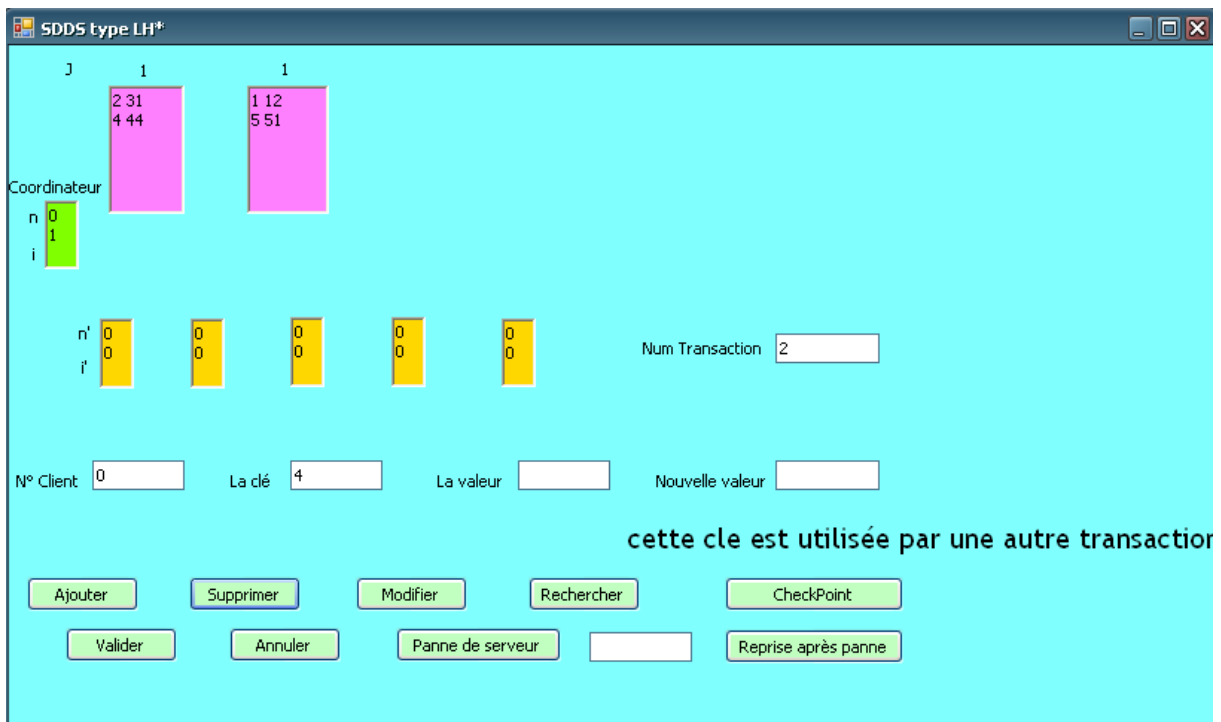 SDDS type LH*
J 1 1
2 31 1 12
4 44 5 51
Coordinateur
n 0
1
i
n' 0 0 0 0 0
0 0 0 0 0
i'
Num Transaction 2
N° Client 0 La clé 4 La valeur Nouvelle valeur
cette cle est utilisée par une autre transaction
Ajouter Supprimer Modifier Rechercher CheckPoint
Valider Annuler Panne de serveur Reprise après panne